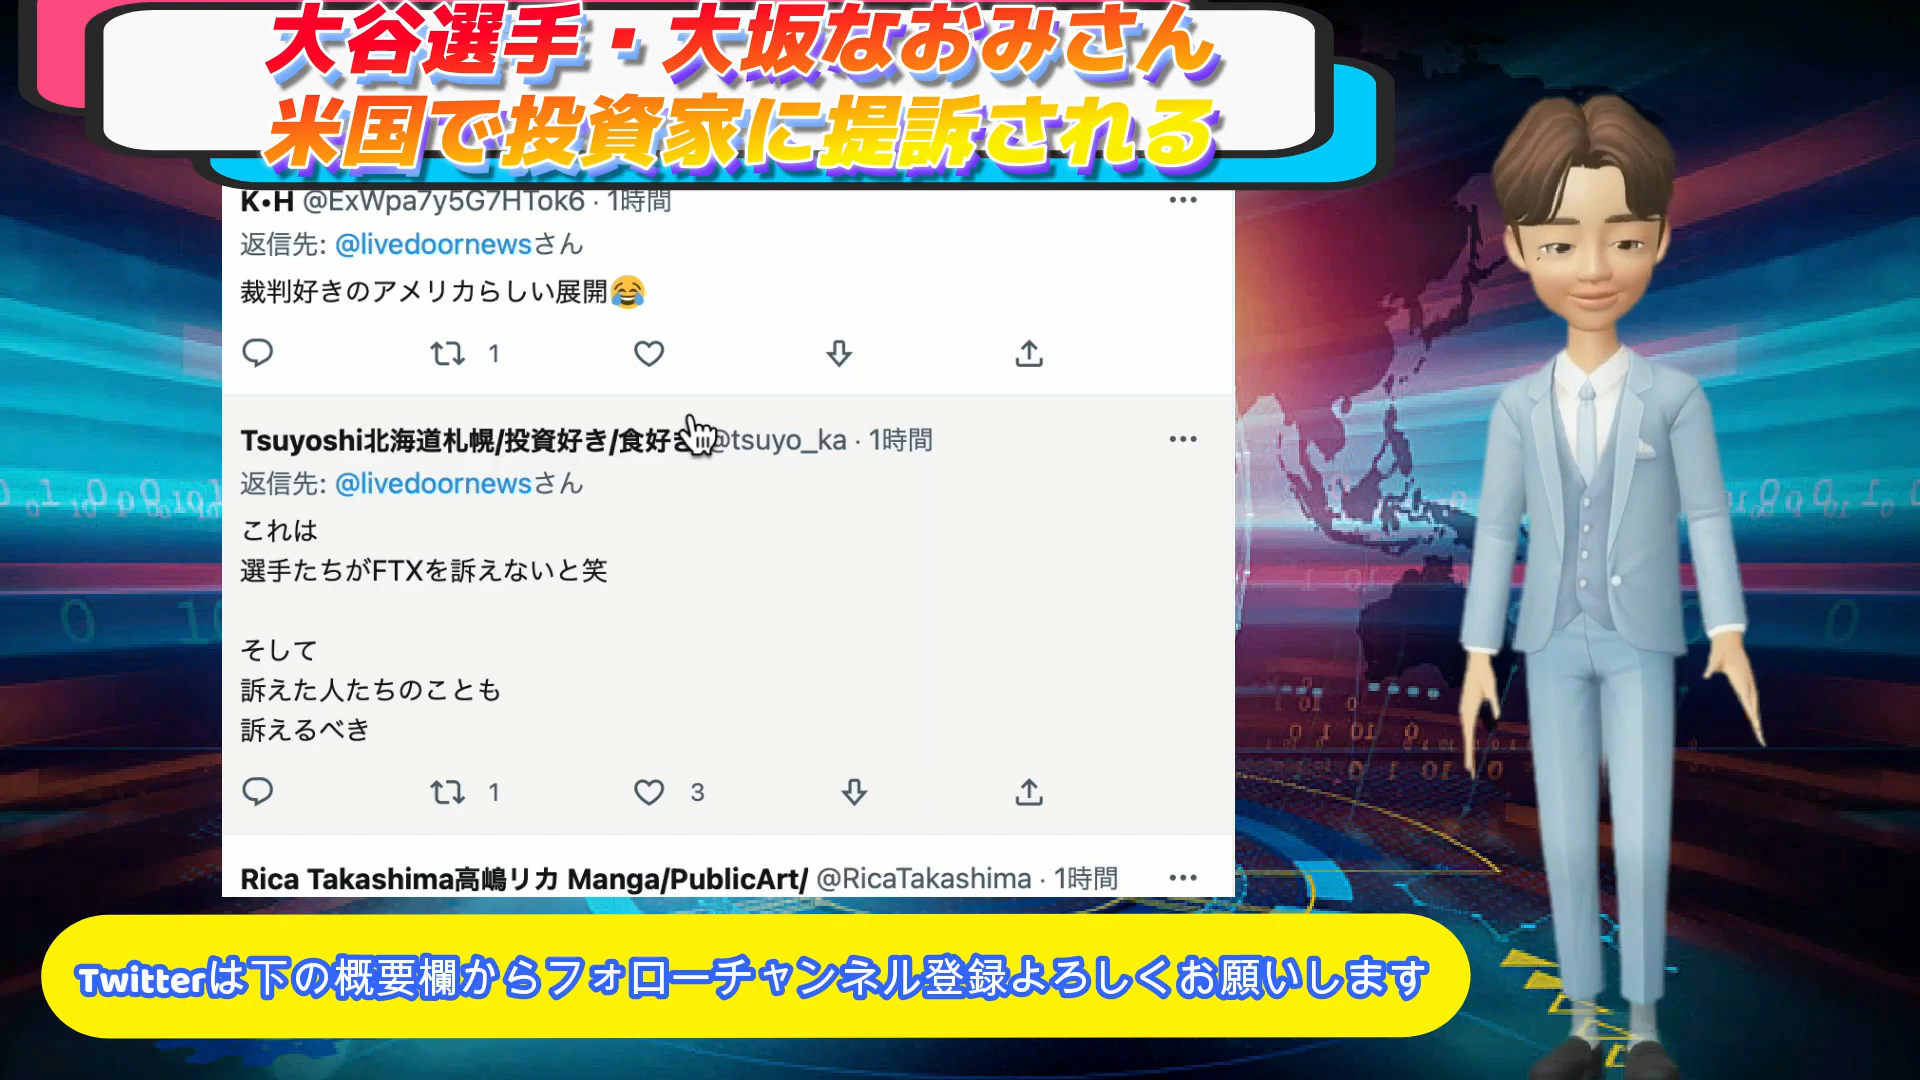 大谷選手・大坂なおみさん
米国で投資家に提訴される
K•H @ExWpa7y5G7HTok6 · 1時間
返信先: @livedoornewsさん
裁判好きのアメリカらしい展開😂
1
Tsuyoshi北海道札幌/投資好き/食好き @tsuyo_ka · 1時間
返信先: @livedoornewsさん
これは
選手たちがFTXを訴えないと笑
そして
訴えた人たちのことも
訴えるべき
1 3
Rica Takashima高嶋リカ Manga/PublicArt/ @RicaTakashima · 1時間
Twitterは下の概要欄からフォローチャンネル登録よろしくお願いします